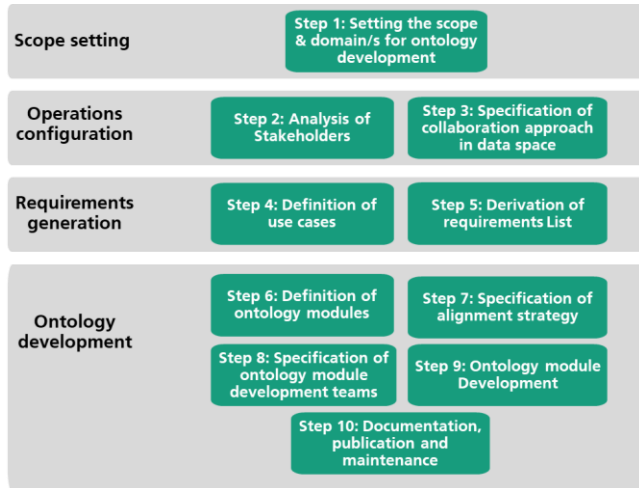 Scope setting
Step 1: Setting the scope
& domain/s for ontology
development
Operations
configuration
Step 2: Analysis of
Stakeholders
Step 3: Specification of
collaboration approach
in data space
Requirements
generation
Step 4: Definition of
use cases
Step 5: Derivation of
requirements List
Ontology
development
Step 6: Definition of
ontology modules
Step 7: Specification of
alignment strategy
Step 8: Specification of
ontology module
development teams
Step 9: Ontology module
Development
Step 10: Documentation,
publication and
maintenance